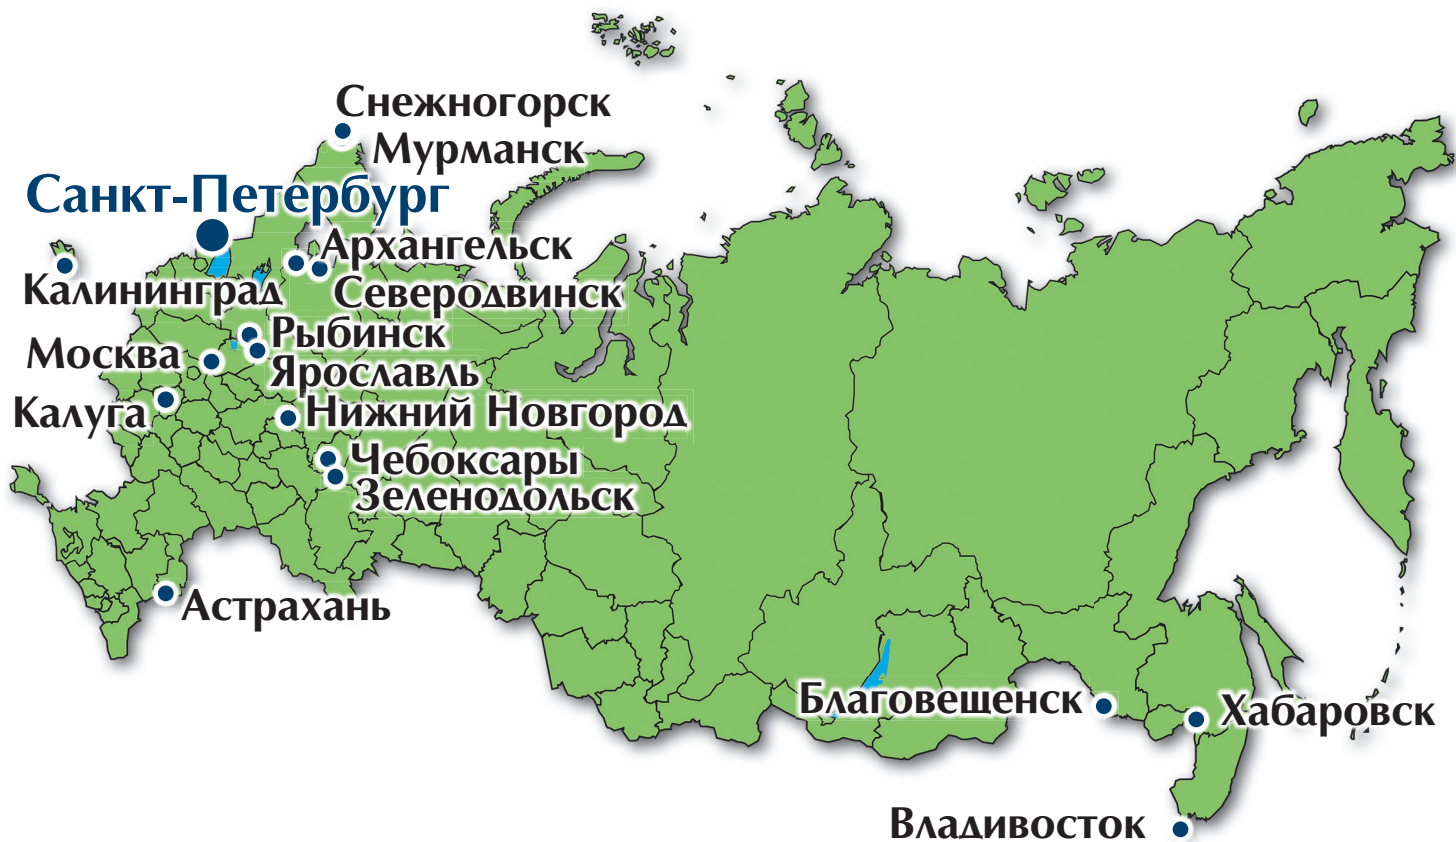 Снежногорск
Мурманск
Санкт-Петербург
Архангельск
Калининград
Северодвинск
Рыбинск
Москва
Ярославль
Калуга
Нижний Новгород
Чебоксары
Зеленодольск
Астрахань
Благовещенск
Хабаровск
Владивосток